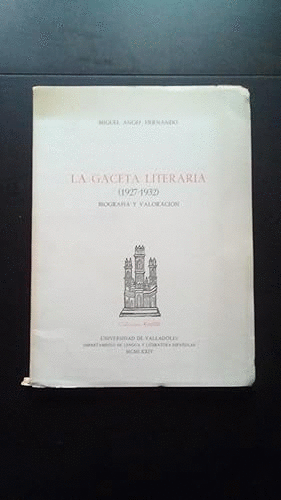 MIGUEL ANGEL HERNANDO
LA GACETA LITERARIA
(1927-1932)
BIOGRAFIA Y VALORACION
UNIVERSIDAD DE VALLADOLID
DEPARTAMENTO DE LENGUA Y LITERATURA ESPAÑOLAS
MCMLXXIV